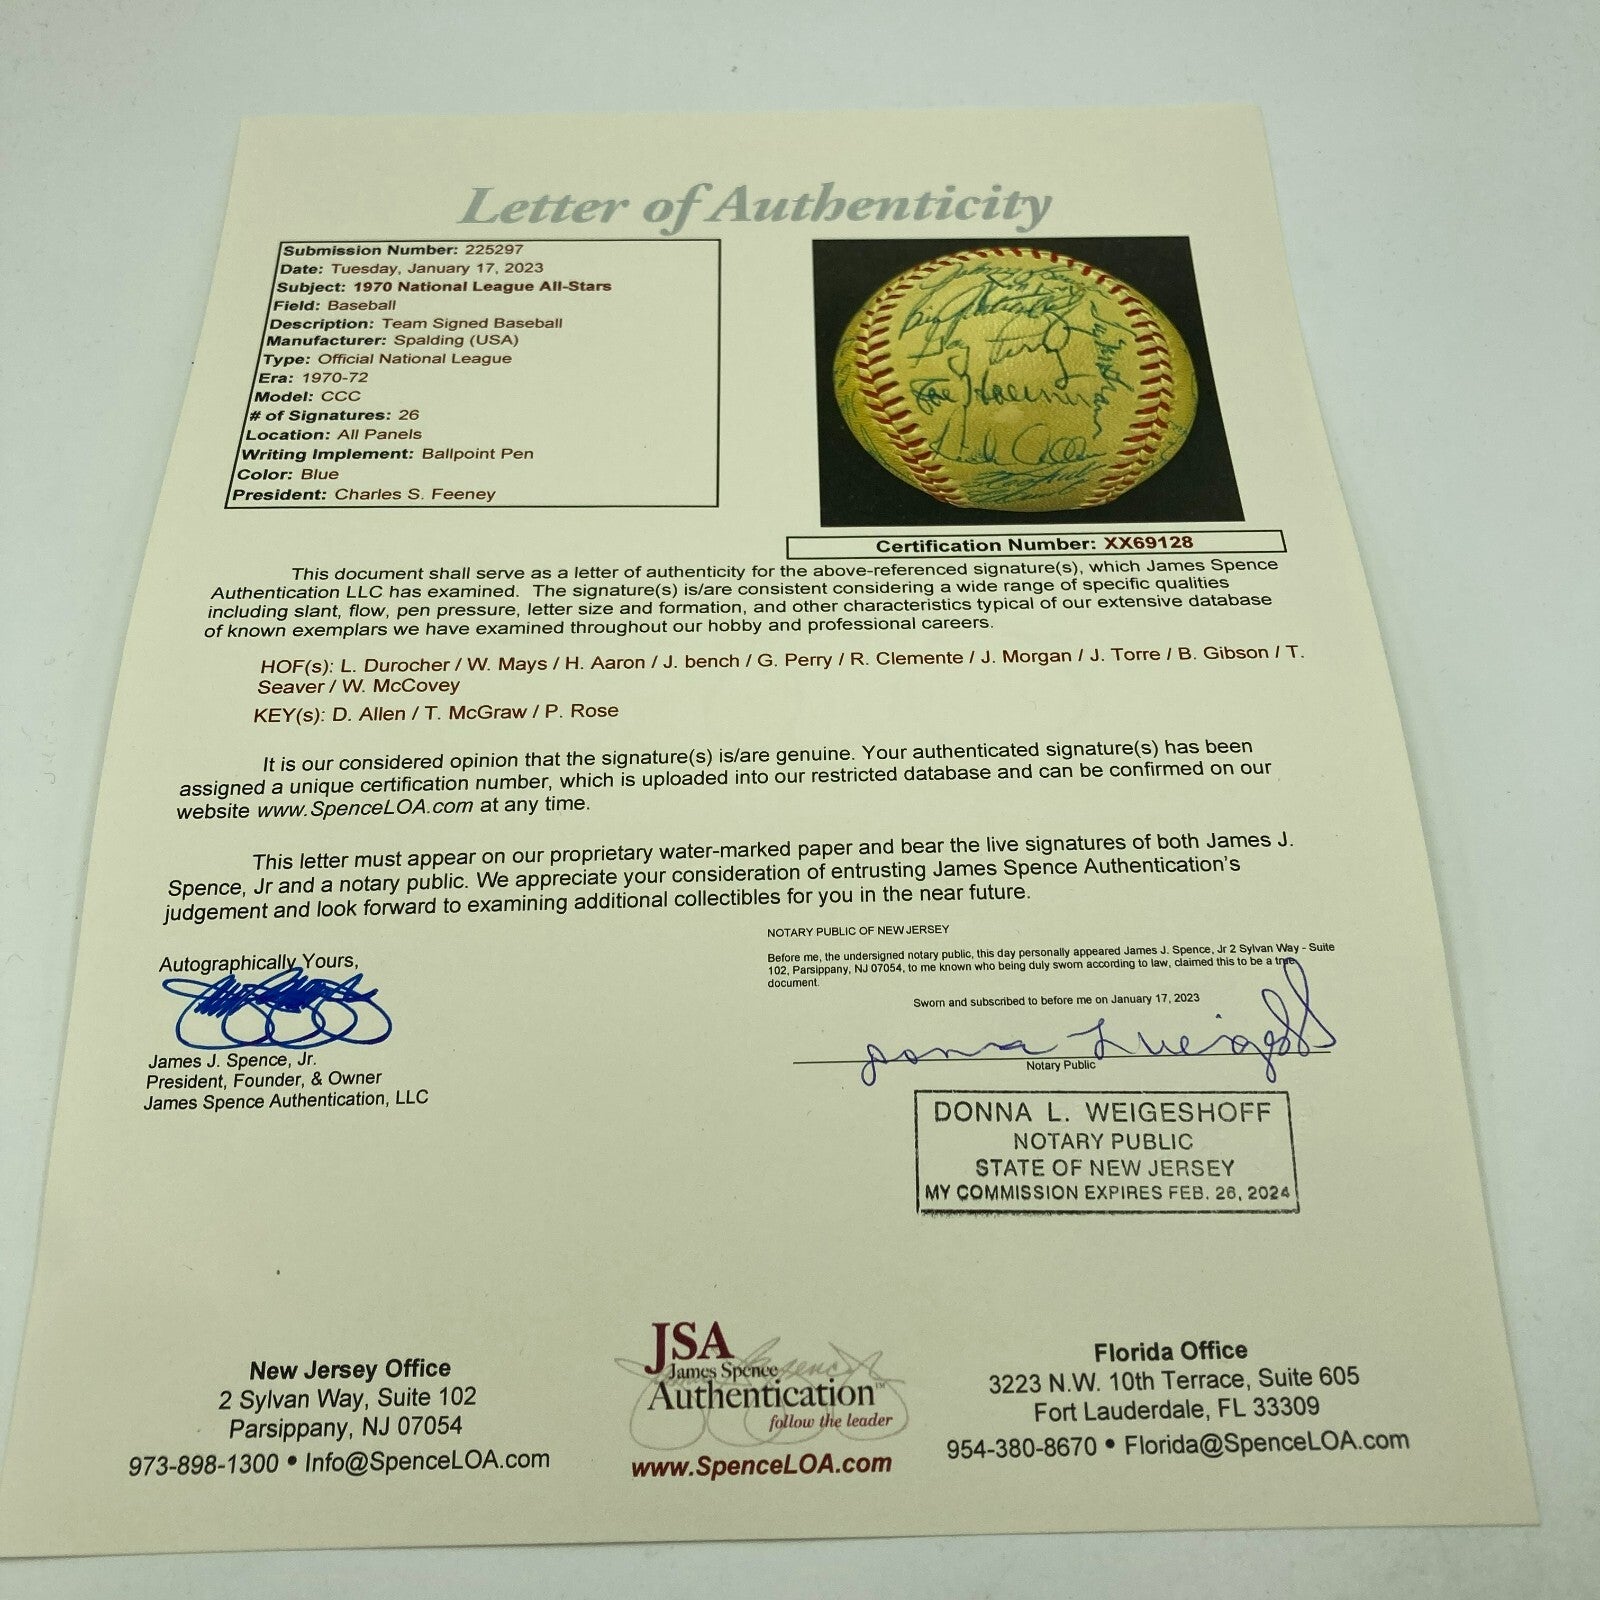 Letter of Authenticity
Submission Number: 225297
Date: Tuesday, January 17, 2023
Subject: 1970 National League All-Stars
Field: Baseball
Description: Team Signed Baseball
Manufacturer: Spalding (USA)
Type: Official National League
Era: 1970-72
Model: CCC
# of Signatures: 26
Location: All Panels
Writing Implement: Ballpoint Pen
Color: Blue
President: Charles S. Feeney
Gay Perry
Joe Hoerner
Certification Number: XX69128
This document shall serve as a letter of authenticity for the above-referenced signature(s), which James Spence
Authentication LLC has examined. The signature(s) is/are consistent considering a wide range of specific qualities
including slant, flow, pen pressure, letter size and formation, and other characteristics typical of our extensive database
of known exemplars we have examined throughout our hobby and professional careers.
HOF(s): L. Durocher / W. Mays / H. Aaron / J. bench / G. Perry / R. Clemente / J. Morgan / J. Torre / B. Gibson / T.
Seaver / W. McCovey
KEY(s): D. Allen / T. McGraw / P. Rose
It is our considered opinion that the signature(s) is/are genuine. Your authenticated signature(s) has been
assigned a unique certification number, which is uploaded into our restricted database and can be confirmed on our
website www.SpenceLOA.com at any time.
This letter must appear on our proprietary water-marked paper and bear the live signatures of both James J.
Spence, Jr and a notary public. We appreciate your consideration of entrusting James Spence Authentication's
judgement and look forward to examining additional collectibles for you in the near future.
NOTARY PUBLIC OF NEW JERSEY
Before me, the undersigned notary public, this day personally appeared James J. Spence, Jr 2 Sylvan Way - Suite
102, Parsippany, NJ 07054, to me known who being duly sworn according to law, claimed this to be a true
document.
Sworn and subscribed to before me on January 17, 2023
Donna L Weigeshoff
Notary Public
Autographically Yours,
James J. Spence, Jr.
President, Founder, & Owner
James Spence Authentication, LLC
DONNA L. WEIGESHOFF
NOTARY PUBLIC
STATE OF NEW JERSEY
MY COMMISSION EXPIRES FEB. 26, 2024
New Jersey Office
2 Sylvan Way, Suite 102
Parsippany, NJ 07054
973-898-1300 • Info@SpenceLOA.com
JSA
James Spence
Authentication™
follow the leader
www.SpenceLOA.com
Florida Office
3223 N.W. 10th Terrace, Suite 605
Fort Lauderdale, FL 33309
954-380-8670 • Florida@SpenceLOA.com